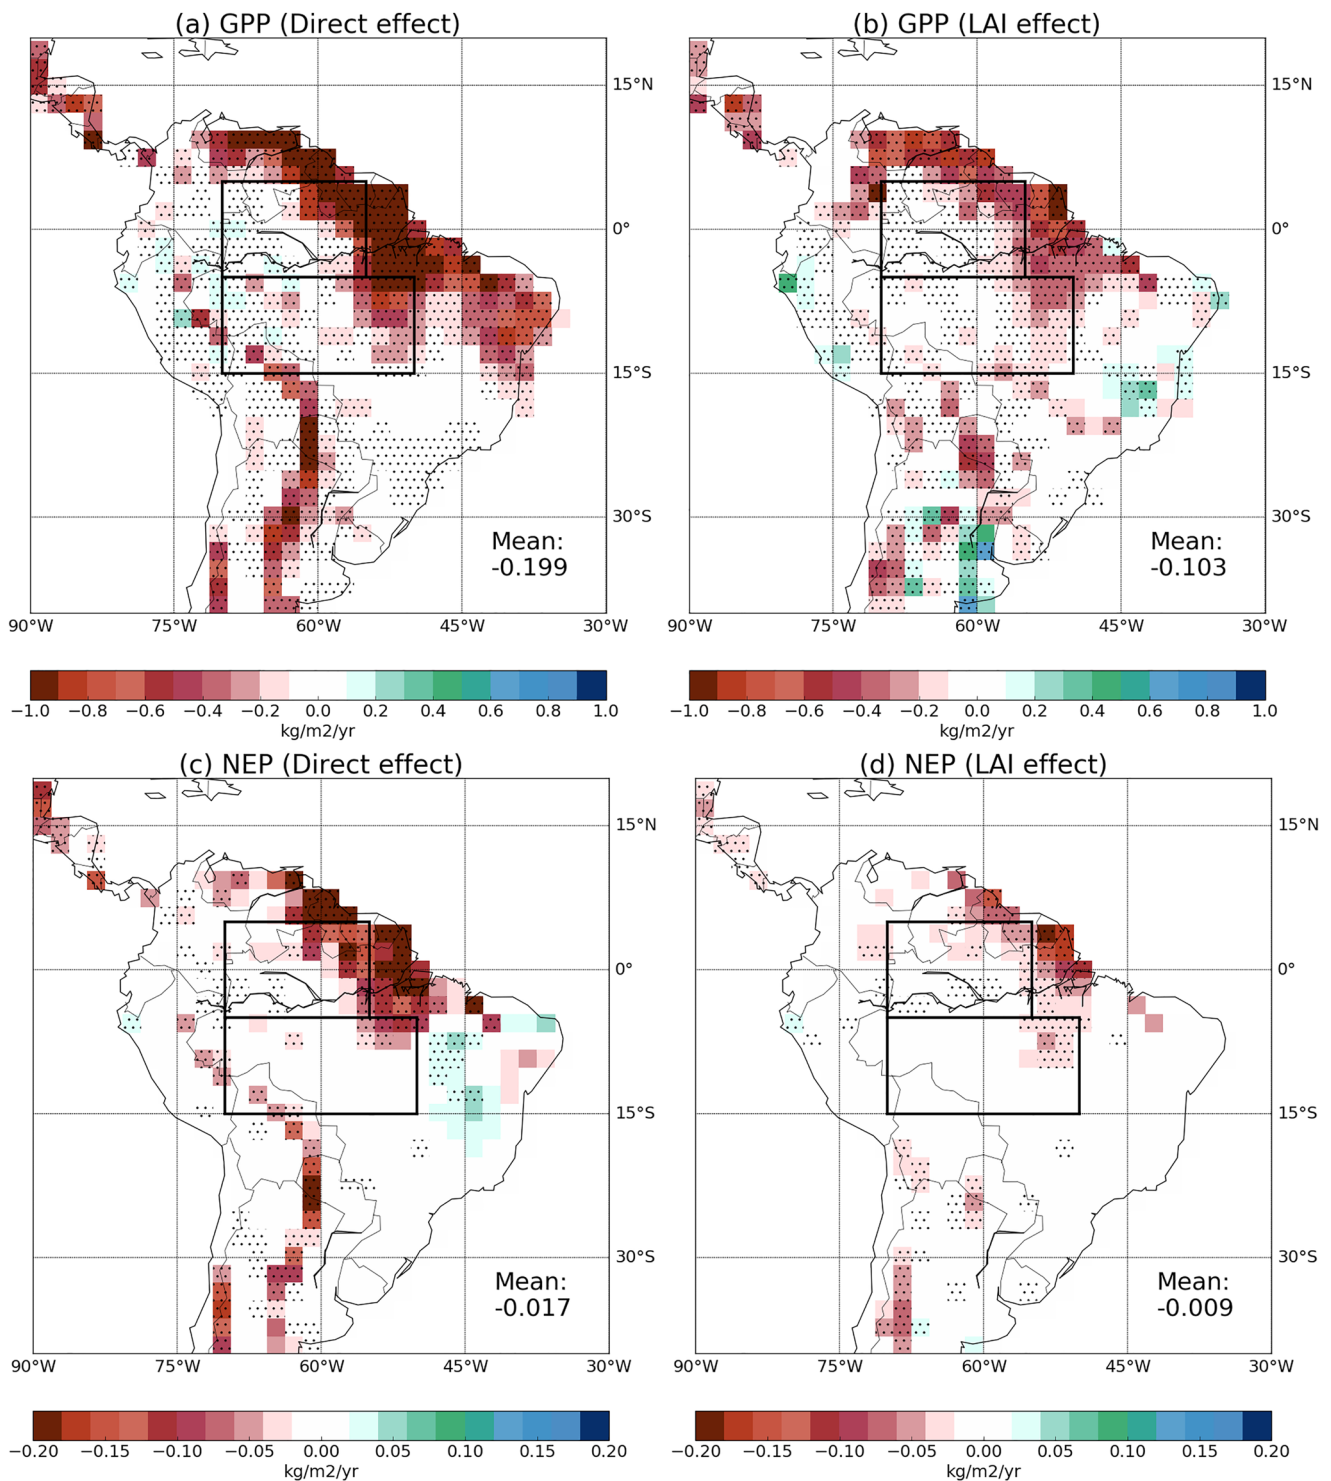 (a) GPP (Direct effect)
(b) GPP (LAI effect)
15°N
15°N
0°
0°
15°S
15°S
30°S
30°S
Mean:
-0.199
Mean:
-0.103
90°W 75°W 60°W 45°W 30°W
90°W 75°W 60°W 45°W 30°W
−1.0 −0.8 −0.6 −0.4 −0.2 0.0 0.2 0.4 0.6 0.8 1.0
−1.0 −0.8 −0.6 −0.4 −0.2 0.0 0.2 0.4 0.6 0.8 1.0
kg/m2/yr
kg/m2/yr
(c) NEP (Direct effect)
(d) NEP (LAI effect)
15°N
15°N
0°
0°
15°S
15°S
30°S
30°S
Mean:
-0.017
Mean:
-0.009
90°W 75°W 60°W 45°W 30°W
90°W 75°W 60°W 45°W 30°W
−0.20 −0.15 −0.10 −0.05 0.00 0.05 0.10 0.15 0.20
−0.20 −0.15 −0.10 −0.05 0.00 0.05 0.10 0.15 0.20
kg/m2/yr
kg/m2/yr